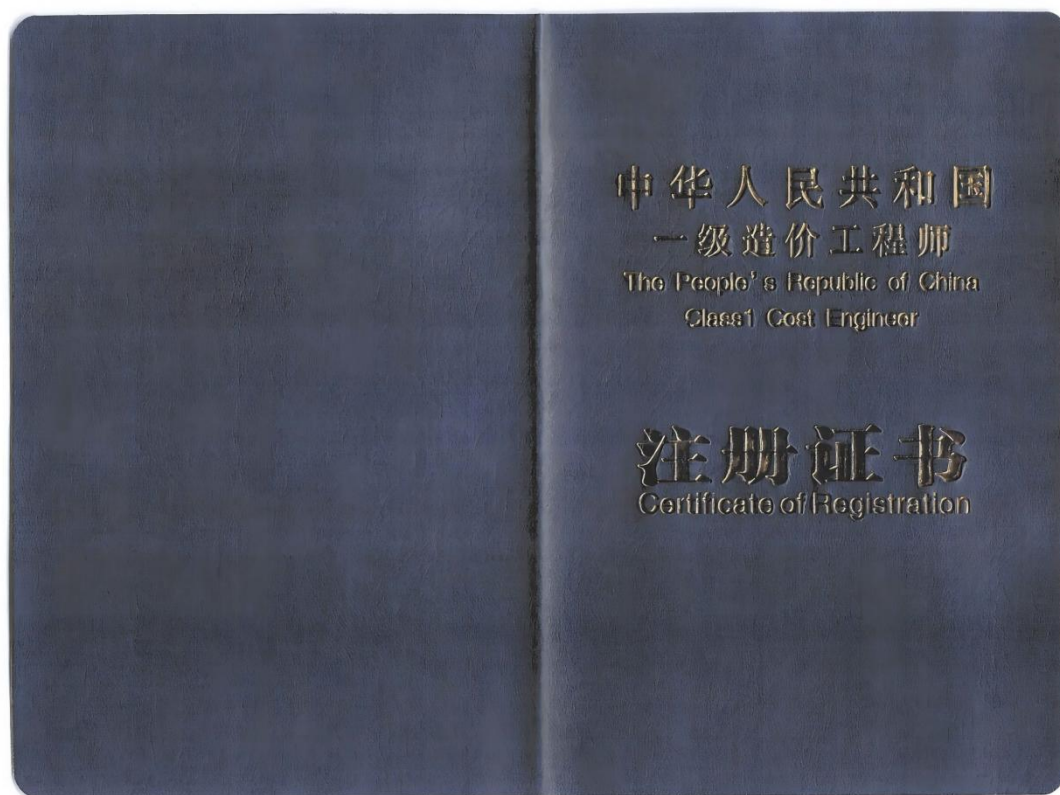 中华人民共和国
一级造价工程师
The People's Republic of China
Class1 Cost Engineer
注册证书
Certificate of Registration